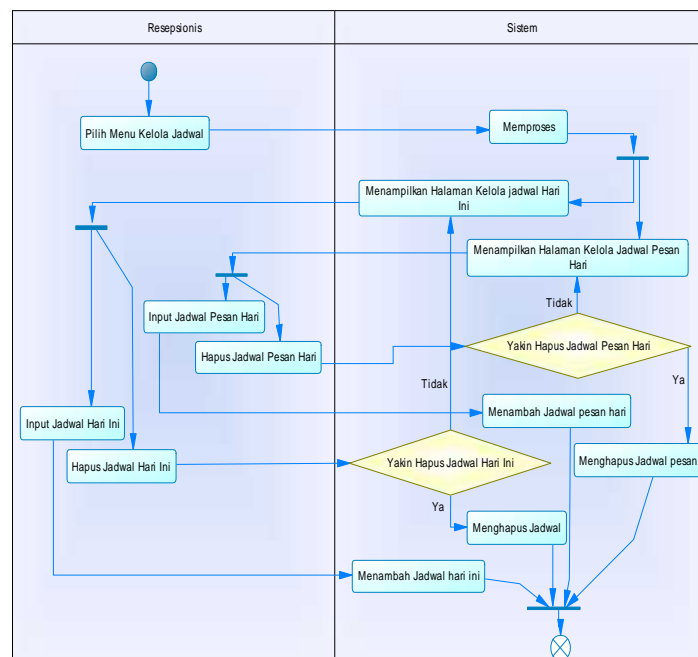 Resepsionis
Sistem
Pilih Menu Kelola Jadwal
Memproses
Menampilkan Halaman Kelola jadwal Hari
Ini
Menampilkan Halaman Kelola Jadwal Pesan
Hari
Tidak
Input Jadwal Pesan Hari
Hapus Jadwal Pesan Hari
Yakin Hapus Jadwal Pesan Hari
Ya
Tidak
Menambah Jadwal pesan hari
Input Jadwal Hari Ini
Hapus Jadwal Hari Ini
Yakin Hapus Jadwal Hari Ini
Menghapus Jadwal pesan
Ya
Menghapus Jadwal
Menambah Jadwal hari ini